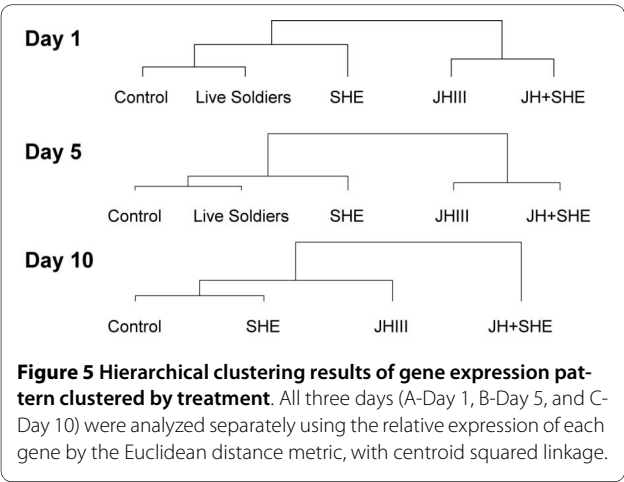 Day 1
Control Live Soldiers SHE JHIII JH+SHE
Day 5
Control Live Soldiers SHE JHIII JH+SHE
Day 10
Control SHE JHIII JH+SHE
Figure 5 Hierarchical clustering results of gene expression pat-
tern clustered by treatment. All three days (A-Day 1, B-Day 5, and C-
Day 10) were analyzed separately using the relative expression of each
gene by the Euclidean distance metric, with centroid squared linkage.